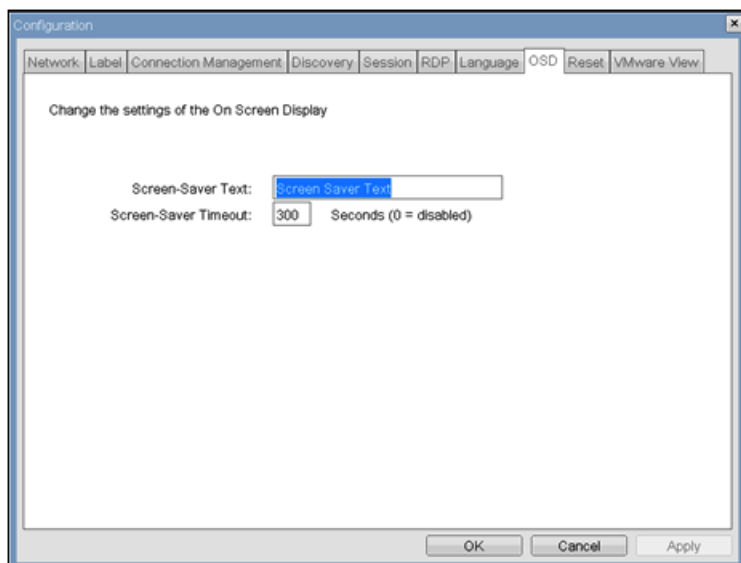 Configuration
Network Label Connection Management Discovery Session RDP Language OSD Reset VMware View
Change the settings of the On Screen Display
Screen-Saver Text: Screen Saver Text
Screen-Saver Timeout: 300 Seconds (0 = disabled)
OK Cancel Apply